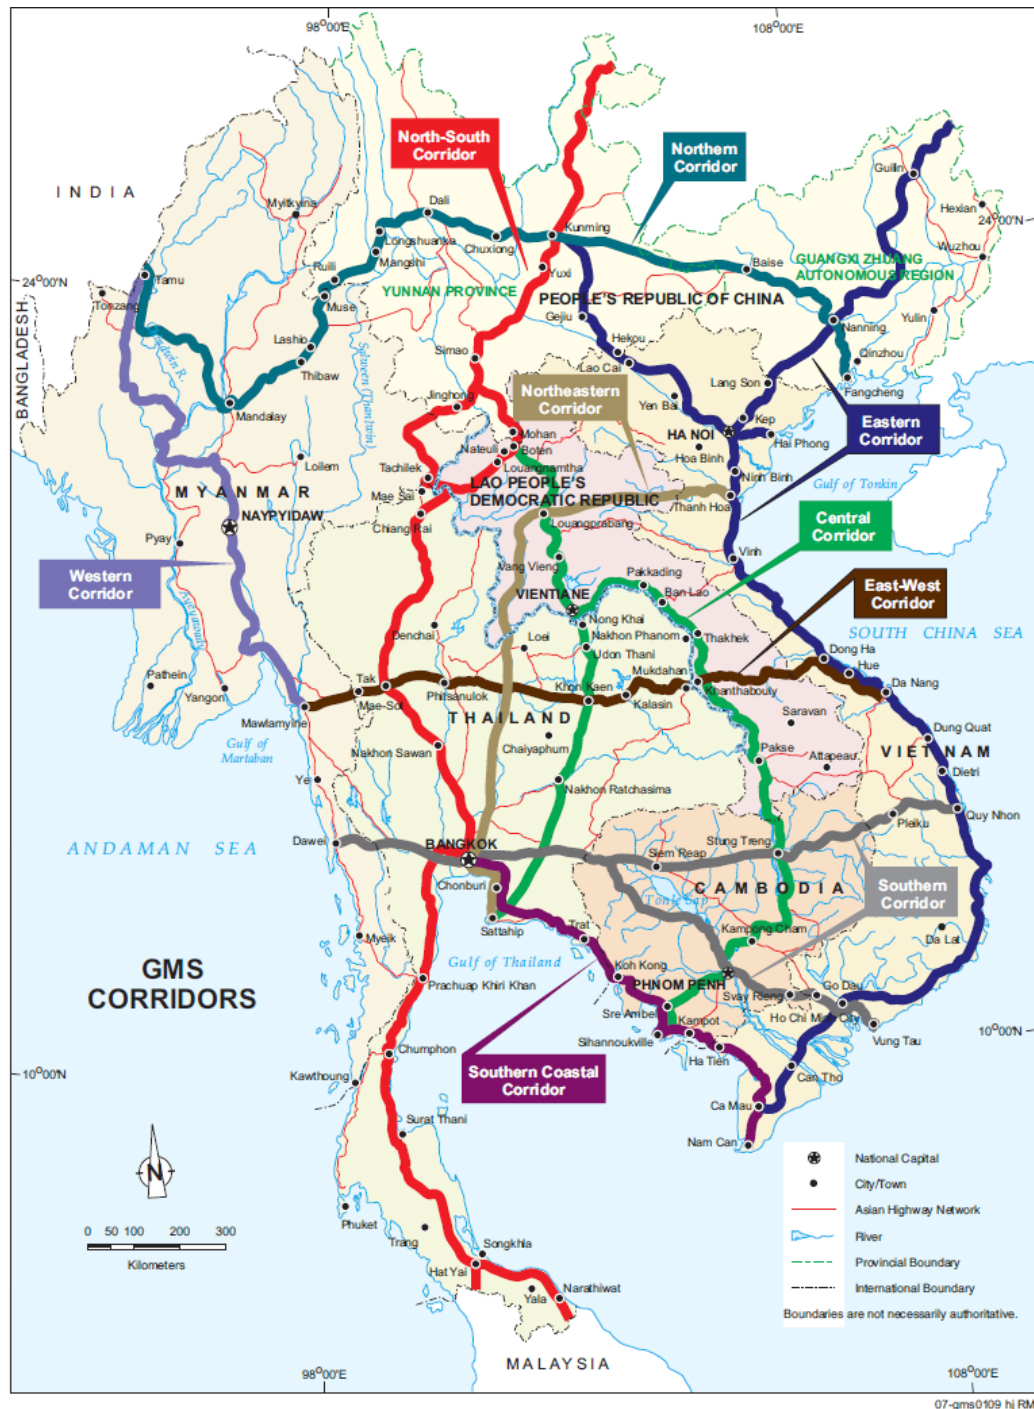 98°00'E
108°00'E
North-South
Corridor
Northern
Corridor
Guilin
INDIA
Dali
Hexian
24°00'N
Myitkyina
Kunming
Longshuanka
Chuxiong
Wuzhou
Mangshi
Baise
GUANGXI ZHUANG
AUTONOMOUS REGION
Yuxi
24°00'N
Tamu
Ruili
YUNNAN PROVINCE
PEOPLE'S REPUBLIC OF CHINA
Tonzang
Muse
Gejiu
Nanning
Yulin
BANGLADESH
Lashio
Simao
Hekou
Qinzhou
Thibaw
Lao Cai
Lang Son
Fangcheng
Salween (Thanlwin)
Mandalay
Jinghong
Northeastern
Corridor
Yen Bai
Kep
Eastern
Corridor
Mohan
HA NOI
Hai Phong
Nateuli
Boten
Hoa Binh
Loilem
Tachilek
Louangnamtha
Ninh Binh
MYANMAR
Mae Sai
LAO PEOPLE'S
DEMOCRATIC REPUBLIC
Gulf of Tonkin
NAYPYIDAW
Chiang Rai
Thanh Hoa
Louangprabang
Central
Corridor
Pyay
Vang Vieng
Vinh
Western
Corridor
Pakkading
East-West
Corridor
VIENTIANE
Ban Lao
Nong Khai
Denchai
Loei
Nakhon Phanom
Thakhek
SOUTH CHINA SEA
Udon Thani
Dong Ha
Hue
Pathein
Yangon
Tak
Mukdahan
Phitsanulok
Khon Kaen
Khanthabouly
Da Nang
Mae-Sot
Kalasin
Mawlamyine
THAILAND
Saravan
Dung Quat
Gulf of
Martaban
Nakhon Sawan
Chaiyaphum
Pakse
VIETNAM
Attapeau
Dietri
Ye
Nakhon Ratchasima
Quy Nhon
Pleiku
ANDAMAN SEA
Dawei
BANGKOK
Stung Treng
Siem Reap
Chonburi
CAMBODIA
Southern
Corridor
Tonle Sap
Sattahip
Trat
Kampong Cham
Da Lat
Myeik
Gulf of Thailand
Koh Kong
GMS
CORRIDORS
Prachuap Khiri Khan
PHNOM PENH
Svay Rieng
Go Dau
Sre Ambel
Kampot
Ho Chi Minh City
10°00'N
Sihannoukville
Vung Tau
Chumphon
Ha Tien
Southern Coastal
Corridor
10°00'N
Kawthoung
Can Tho
Ca Mau
Surat Thani
Nam Can
National Capital
N
City/Town
Phuket
Asian Highway Network
Trang
0 50 100 200 300
Kilometers
Songkhla
River
Hat Yai
Provincial Boundary
Yala
Narathiwat
International Boundary
Boundaries are not necessarily authoritative.
MALAYSIA
98°00'E
108°00'E
07-gms0109 hj RM